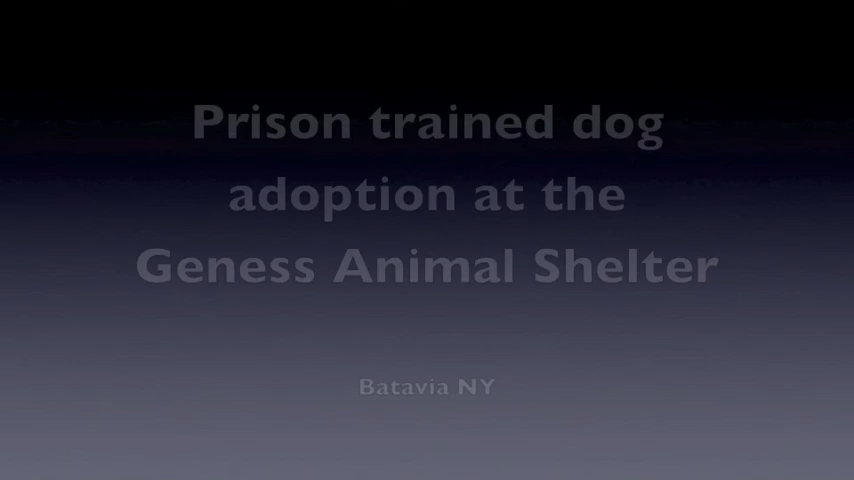 Prison trained dog
adoption at the
Geness Animal Shelter
Batavia NY